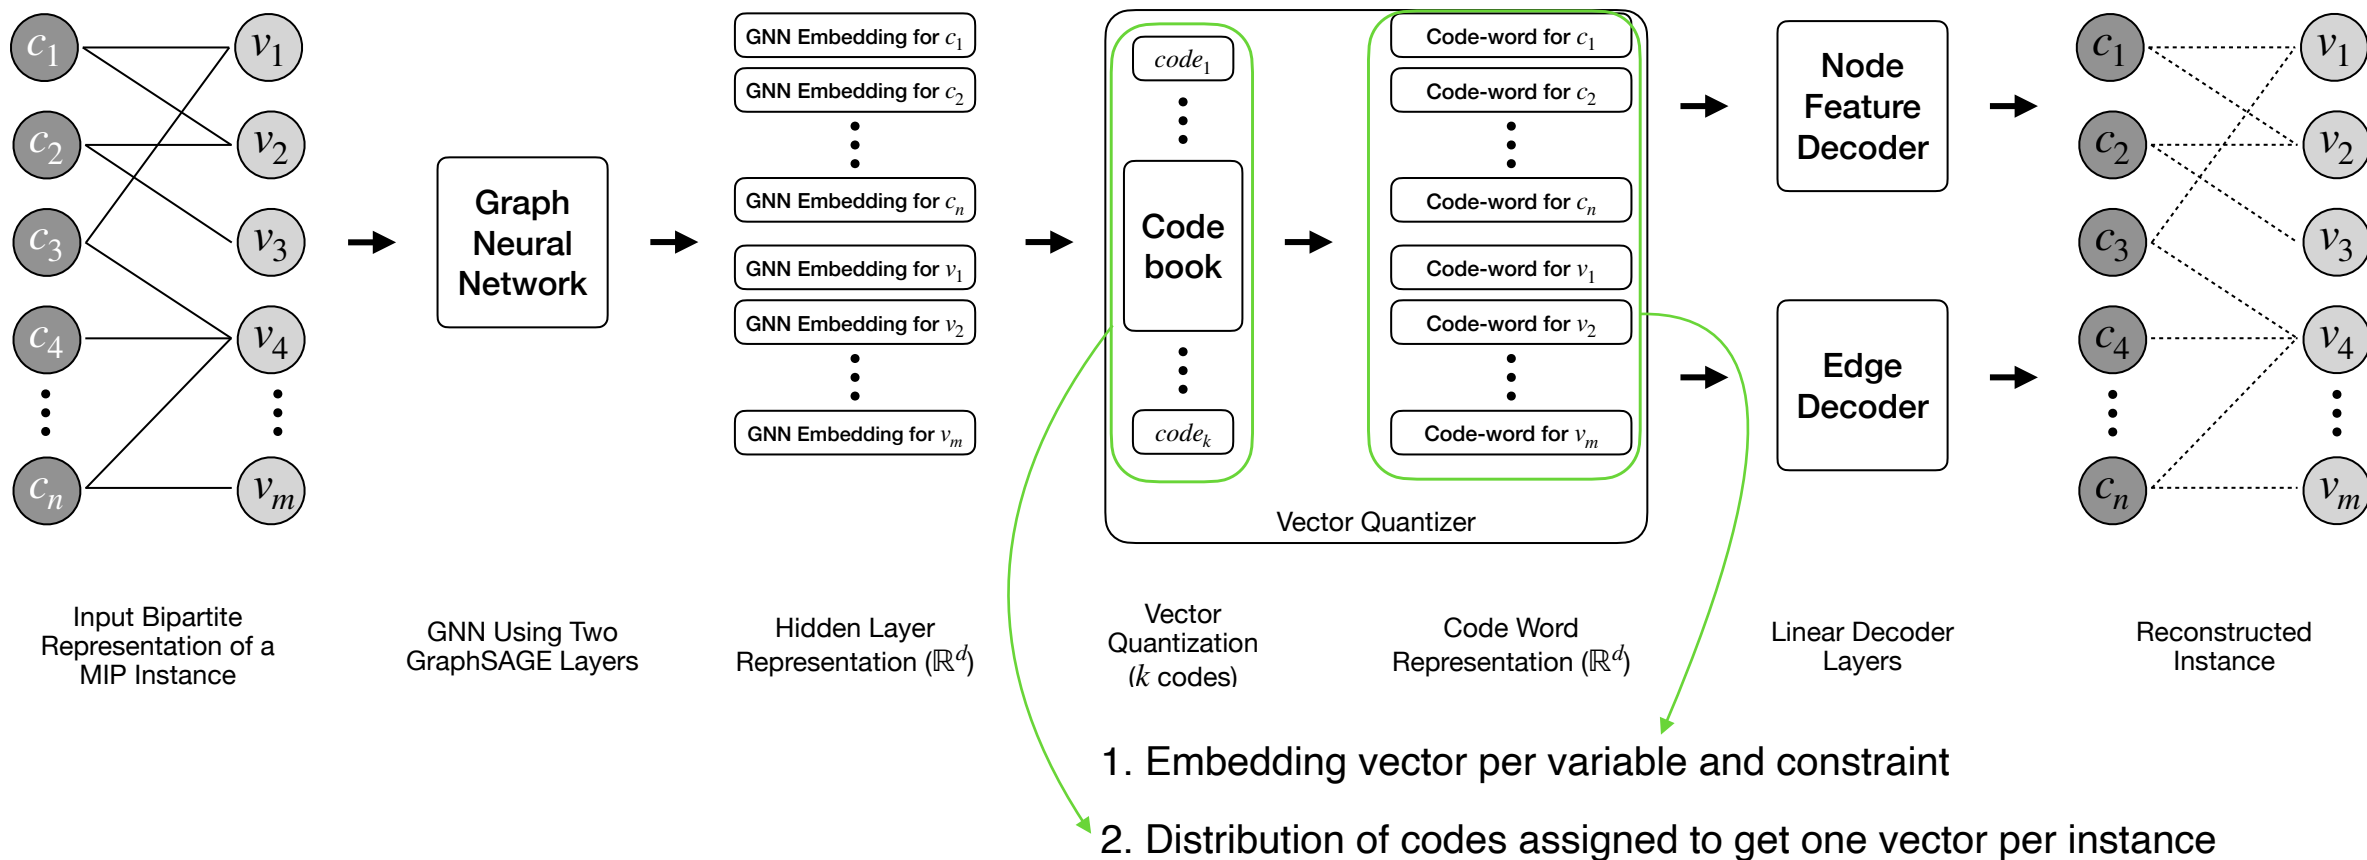 c₁
c₂
c₃
c₄
cₙ
v₁
v₂
v₃
v₄
vₘ
Input Bipartite
Representation of a
MIP Instance
Graph
Neural
Network
GNN Using Two
GraphSAGE Layers
GNN Embedding for c₁
GNN Embedding for c₂
GNN Embedding for cₙ
GNN Embedding for v₁
GNN Embedding for v₂
GNN Embedding for vₘ
Hidden Layer
Representation (ℝᵈ)
code₁
Code
book
codeₖ
Vector
Quantization
(k codes)
Code-word for c₁
Code-word for c₂
Code-word for cₙ
Code-word for v₁
Code-word for v₂
Code-word for vₘ
Vector Quantizer
Code Word
Representation (ℝᵈ)
Node
Feature
Decoder
Edge
Decoder
Linear Decoder
Layers
c₁
c₂
c₃
c₄
cₙ
v₁
v₂
v₃
v₄
vₘ
Reconstructed
Instance
1. Embedding vector per variable and constraint
2. Distribution of codes assigned to get one vector per instance